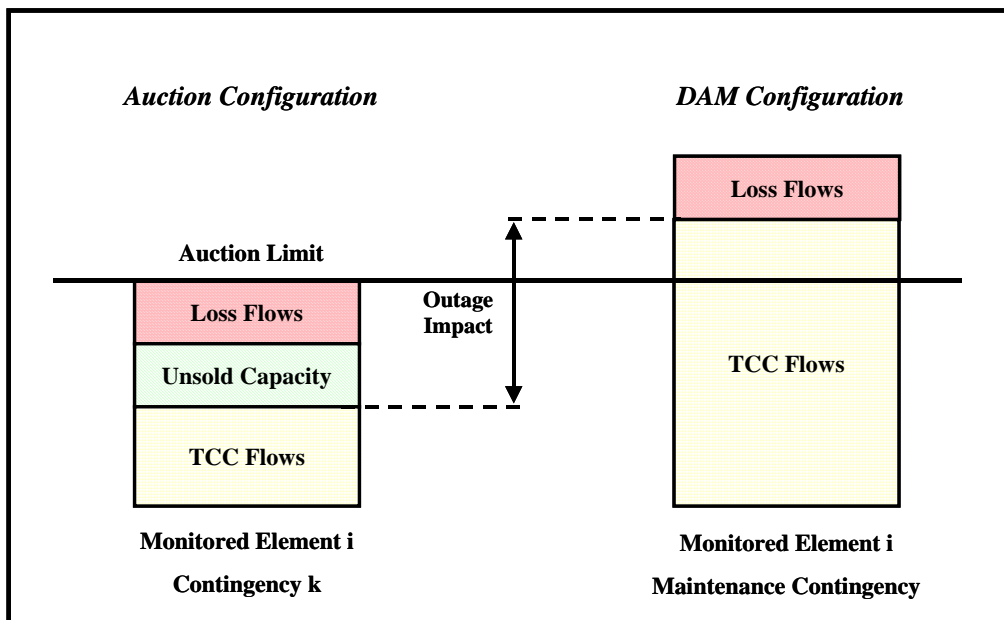 Auction Configuration
DAM Configuration
Loss Flows
Auction Limit
Loss Flows
Outage
Impact
Unsold Capacity
TCC Flows
TCC Flows
Monitored Element i
Contingency k
Monitored Element i
Maintenance Contingency